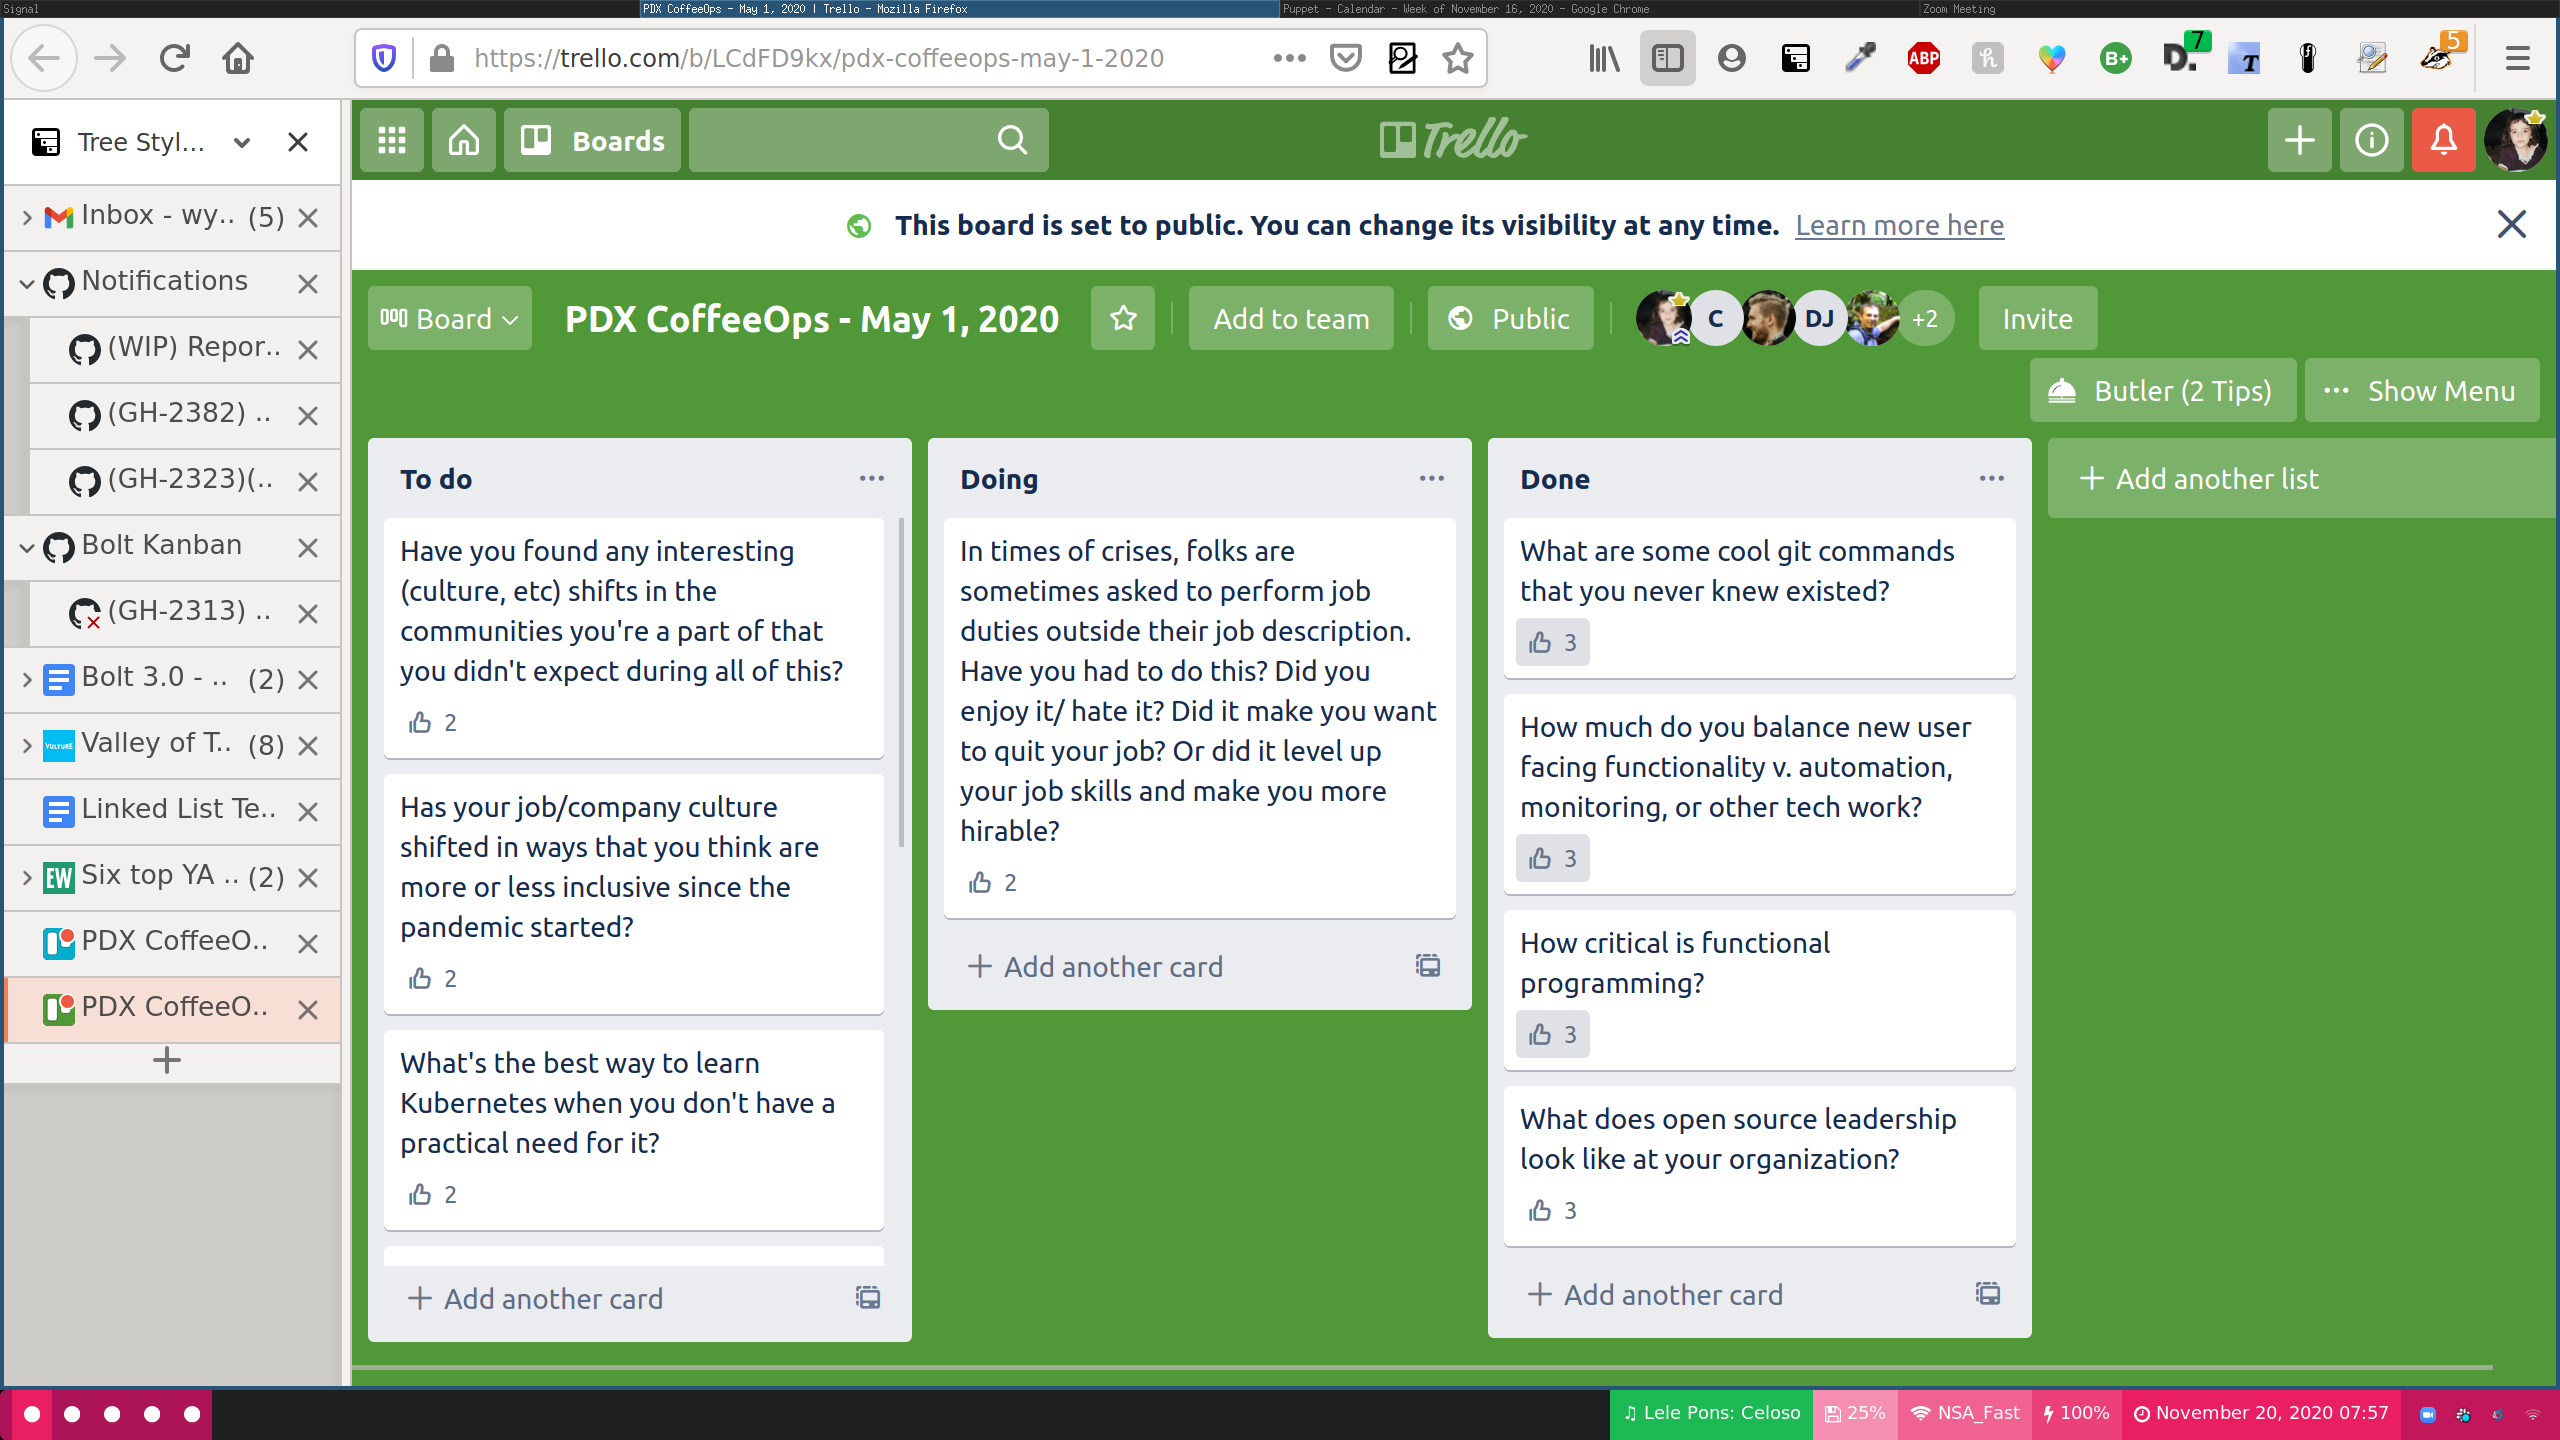 Signal
PDX CoffeeOps - May 1, 2020 | Trello - Mozilla Firefox
Puppet - Calendar - Week of November 16, 2020 - Google Chrome
Zoom Meeting
https://trello.com/b/LCdFD9kx/pdx-coffeeops-may-1-2020
ABP
B+
7
T
5
Tree Styl...
Inbox - wy.. (5)
Notifications
(WIP) Repor..
(GH-2382) ..
(GH-2323)(..
Bolt Kanban
(GH-2313) ..
Bolt 3.0 - .. (2)
VULTURE
Valley of T.. (8)
Linked List Te..
EW
Six top YA .. (2)
PDX CoffeeO..
PDX CoffeeO..
Boards
Trello
This board is set to public. You can change its visibility at any time. Learn more here
Board
PDX CoffeeOps - May 1, 2020
Add to team
Public
C
DJ
+2
Invite
Butler (2 Tips)
Show Menu
To do
Have you found any interesting
(culture, etc) shifts in the
communities you're a part of that
you didn't expect during all of this?
2
Has your job/company culture
shifted in ways that you think are
more or less inclusive since the
pandemic started?
2
What's the best way to learn
Kubernetes when you don't have a
practical need for it?
2
Add another card
Doing
In times of crises, folks are
sometimes asked to perform job
duties outside their job description.
Have you had to do this? Did you
enjoy it/ hate it? Did it make you want
to quit your job? Or did it level up
your job skills and make you more
hirable?
2
Add another card
Done
What are some cool git commands
that you never knew existed?
3
How much do you balance new user
facing functionality v. automation,
monitoring, or other tech work?
3
How critical is functional
programming?
3
What does open source leadership
look like at your organization?
3
Add another card
Add another list
♫ Lele Pons: Celoso
25%
NSA_Fast
100%
November 20, 2020 07:57